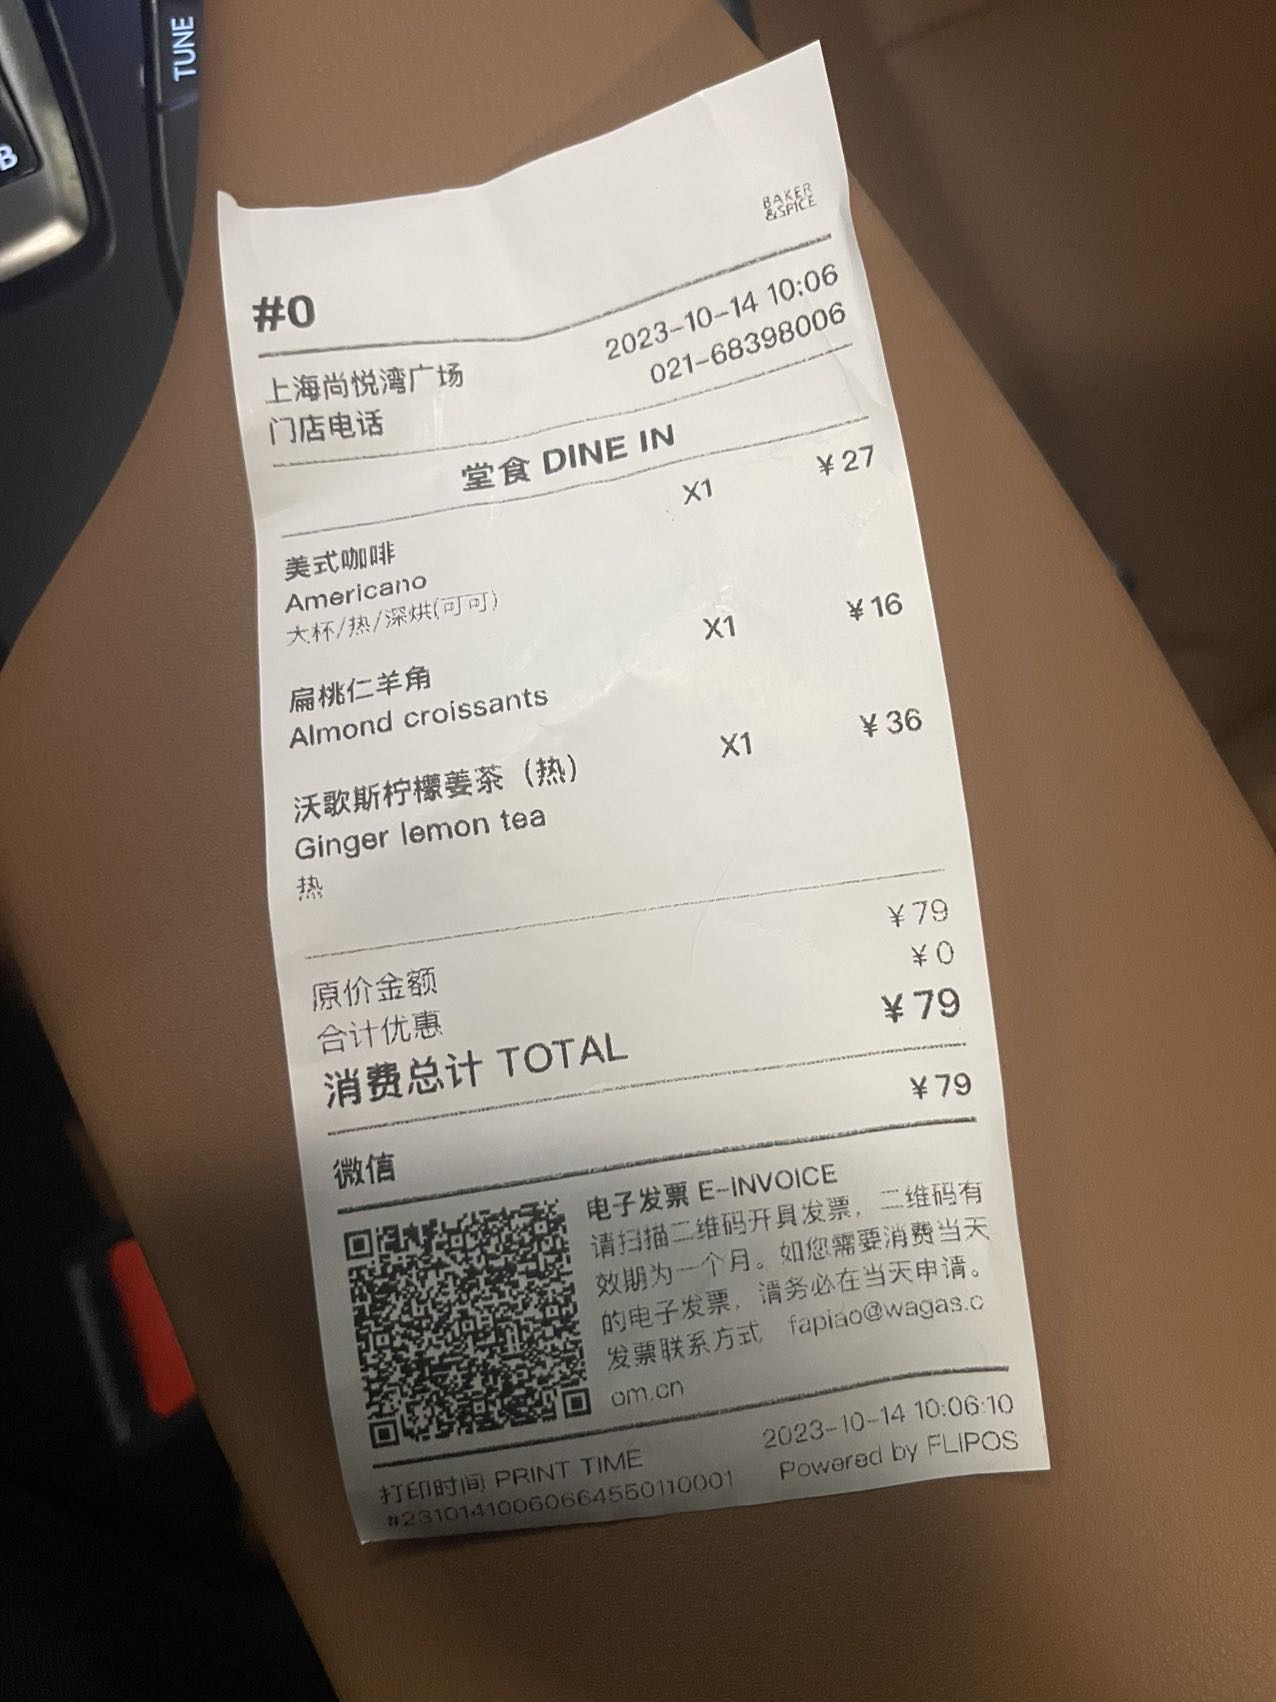 TUNE
B
BAKER
&SPICE
#0
上海尚悦湾广场 2023-10-14 10:06
门店电话 021-68398006
堂食 DINE IN
美式咖啡 X1 ¥27
Americano
大杯/热/深烘(可可)
扁桃仁羊角 X1 ¥16
Almond croissants
沃歌斯柠檬姜茶（热） X1 ¥36
Ginger lemon tea
热
原价金额 ¥79
合计优惠 ¥0
消费总计 TOTAL ¥79
微信 ¥79
电子发票 E-INVOICE
请扫描二维码开具发票，二维码有
效期为一个月。如您需要消费当天
的电子发票，请务必在当天申请。
发票联系方式 fapiao@wagas.c
om.cn
打印时间 PRINT TIME 2023-10-14 10:06:10
#23101410060664550110001 Powered by FLIPOS